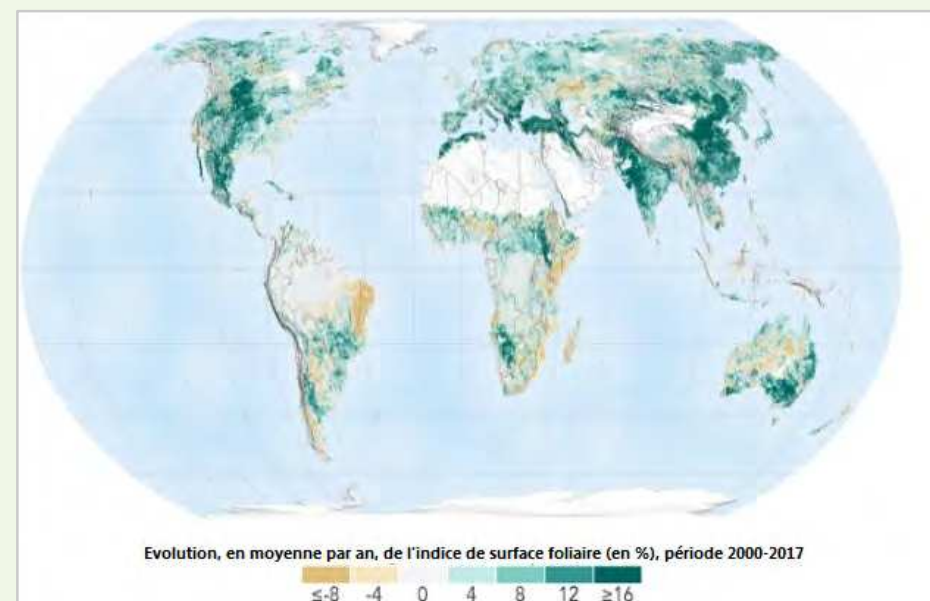 Evolution, en moyenne par an, de l'indice de surface foliaire (en %), période 2000-2017
≤-8 -4 0 4 8 12 ≥16